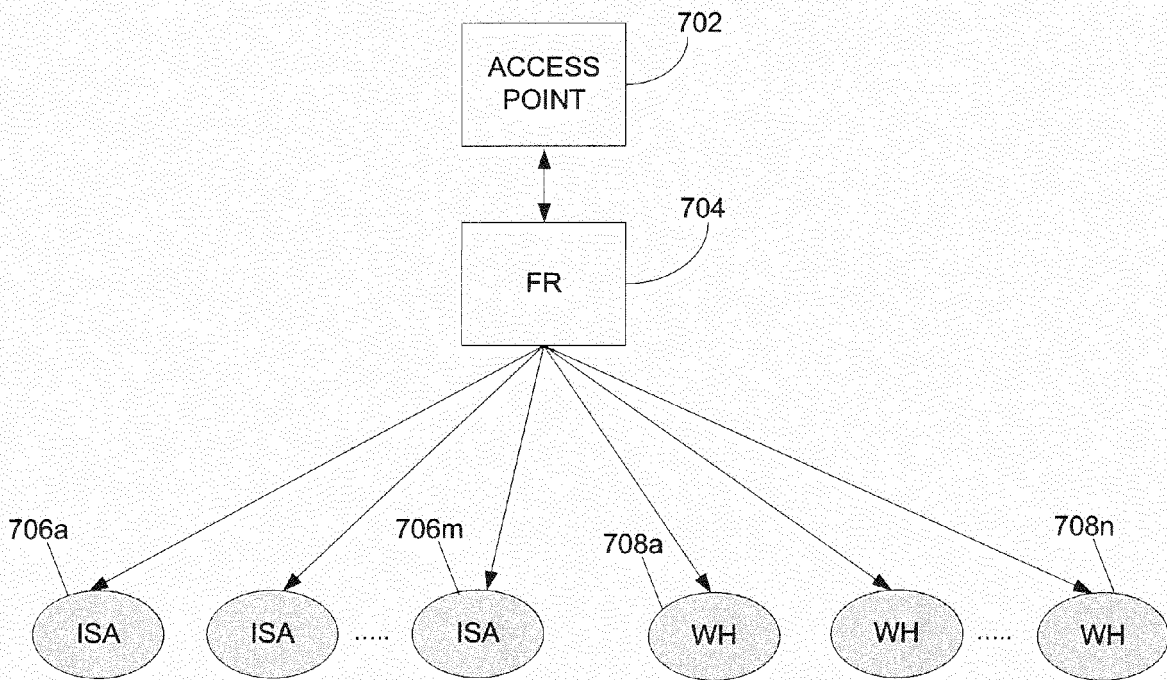 702
ACCESS
POINT
704
FR
706a
706m
708a
708n
ISA
ISA
.....
ISA
WH
WH
.....
WH